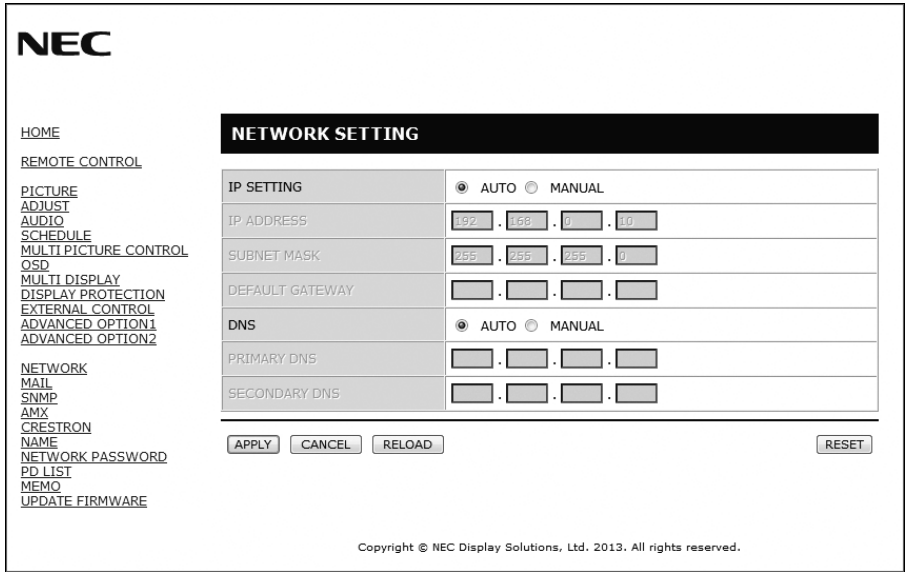 NEC
HOME
REMOTE CONTROL
PICTURE
ADJUST
AUDIO
SCHEDULE
MULTI PICTURE CONTROL
OSD
MULTI DISPLAY
DISPLAY PROTECTION
EXTERNAL CONTROL
ADVANCED OPTION1
ADVANCED OPTION2
NETWORK
MAIL
SNMP
AMX
CRESTRON
NAME
NETWORK PASSWORD
PD LIST
MEMO
UPDATE FIRMWARE
NETWORK SETTING
IP SETTING AUTO MANUAL
IP ADDRESS 192 . 168 . 0 . 10
SUBNET MASK 255 . 255 . 255 . 0
DEFAULT GATEWAY . . .
DNS AUTO MANUAL
PRIMARY DNS . . .
SECONDARY DNS . . .
APPLY CANCEL RELOAD RESET
Copyright © NEC Display Solutions, Ltd. 2013. All rights reserved.